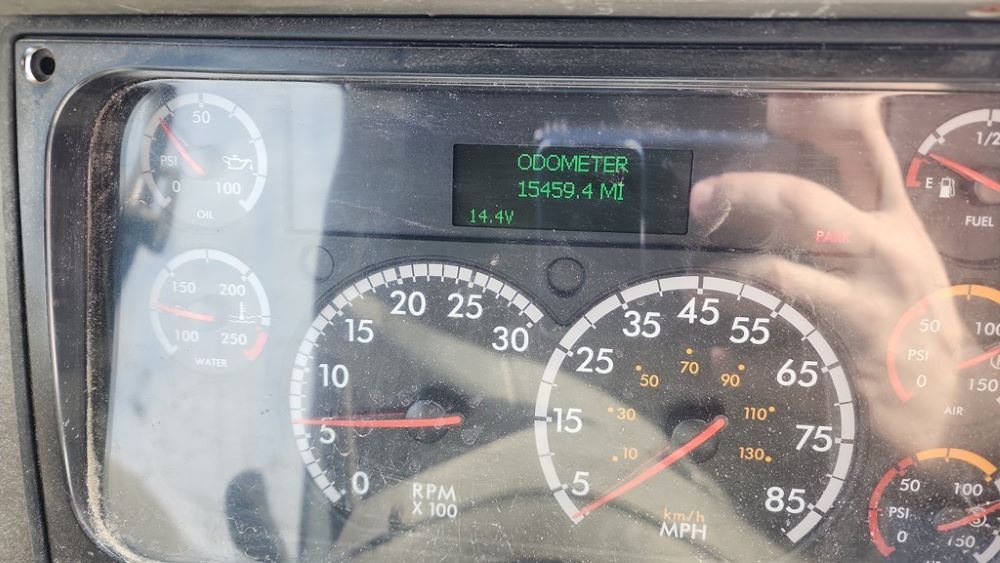 50
PSI
0 100
OIL
150 200
100 250
WATER
ODOMETER
15459.4 MI
14.4V
PARK
1/2
E
FUEL
0 5 10 15 20 25 30
RPM
X 100
5 15 25 35 45 55 65 75 85
10 30 50 70 90 110 130
km/h
MPH
50 100
PSI
0 150
AIR
50 100
PSI
0 150